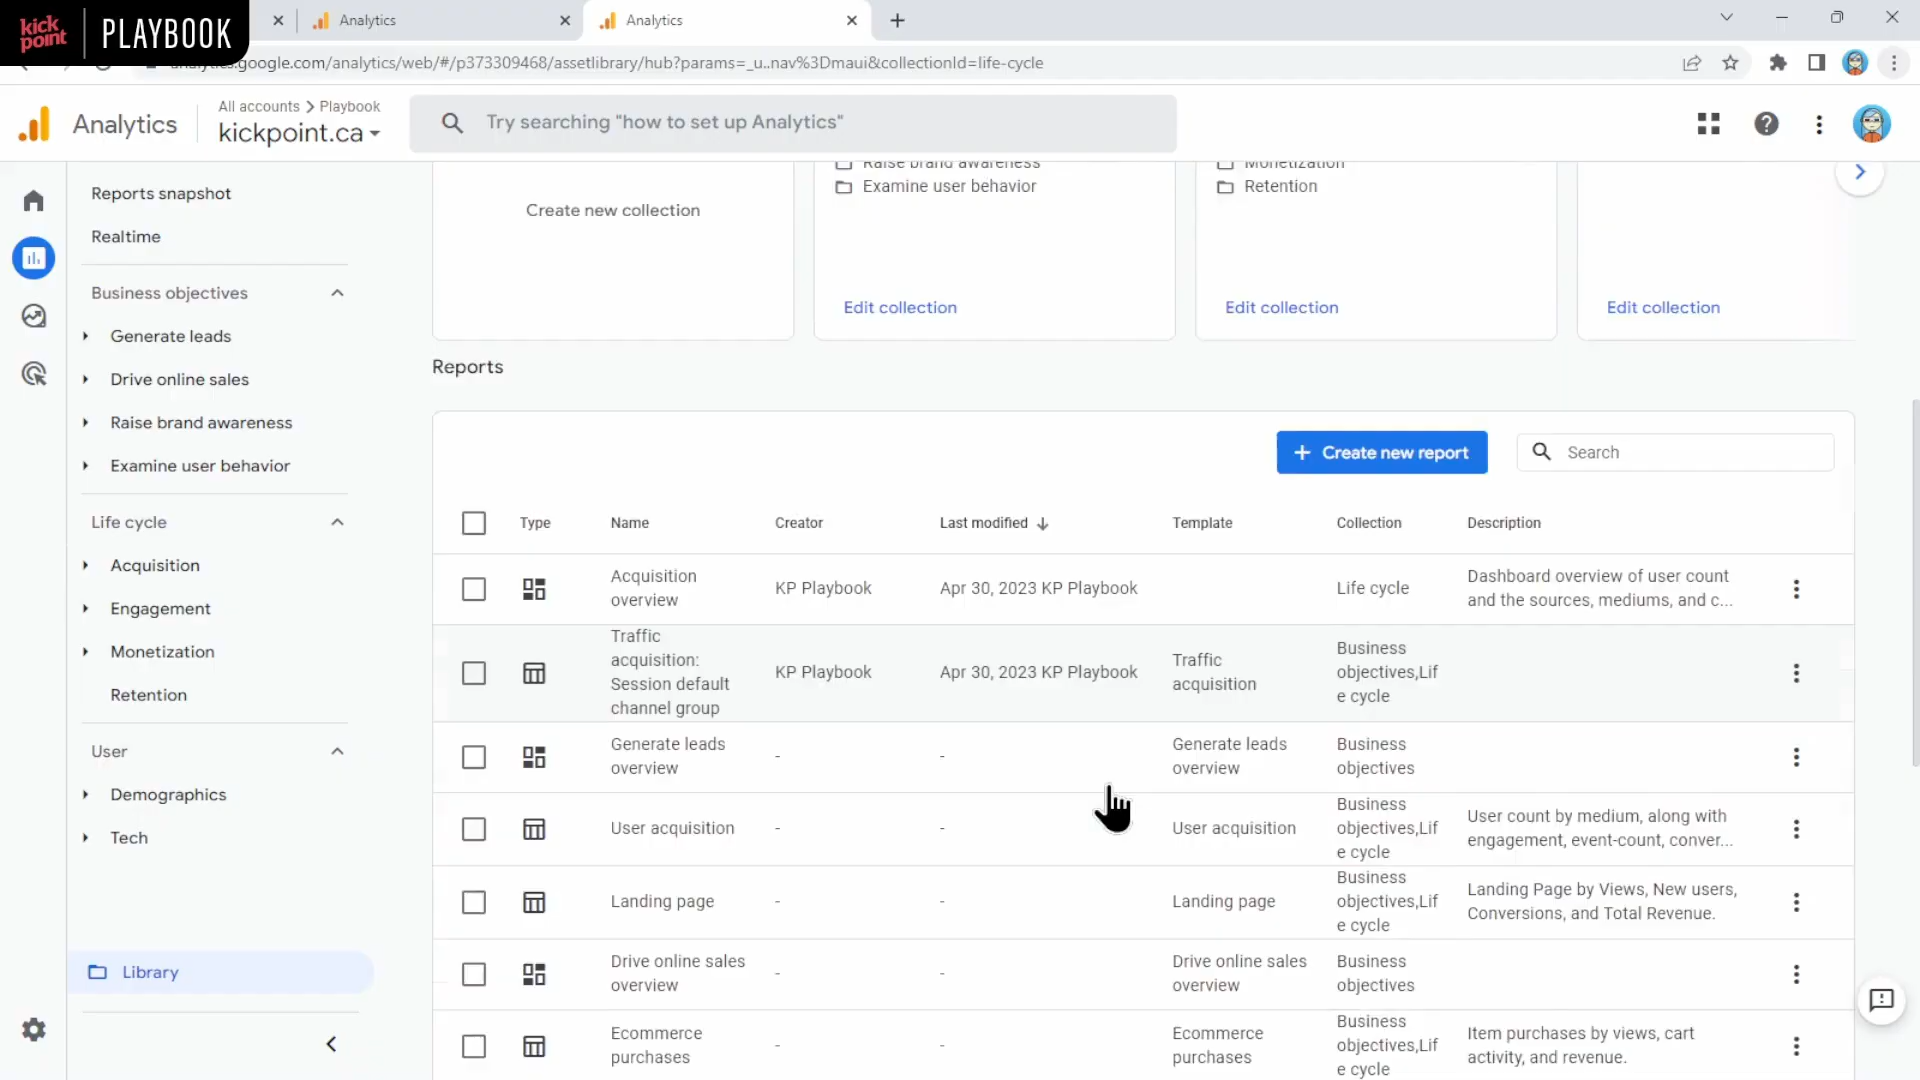 kick
point
PLAYBOOK
Analytics
Analytics
analytics.google.com/analytics/web/#/p373309468/assetlibrary/hub?params=_u..nav%3Dmaui&collectionId=life-cycle
Analytics
All accounts > Playbook
kickpoint.ca
Try searching "how to set up Analytics"
Reports snapshot
Realtime
Business objectives
Generate leads
Drive online sales
Raise brand awareness
Examine user behavior
Life cycle
Acquisition
Engagement
Monetization
Retention
User
Demographics
Tech
Library
Create new collection
Raise brand awareness
Examine user behavior
Edit collection
Monetization
Retention
Edit collection
Edit collection
Reports
+ Create new report
Search
Type Name Creator Last modified Template Collection Description
Acquisition
overview
KP Playbook
Apr 30, 2023 KP Playbook
Life cycle
Dashboard overview of user count
and the sources, mediums, and c...
Traffic
acquisition:
Session default
channel group
KP Playbook
Apr 30, 2023 KP Playbook
Traffic
acquisition
Business
objectives,Lif
e cycle
Generate leads
overview
-
-
Generate leads
overview
Business
objectives
User acquisition
-
-
User acquisition
Business
objectives,Lif
e cycle
User count by medium, along with
engagement, event-count, conver...
Landing page
-
-
Landing page
Business
objectives,Lif
e cycle
Landing Page by Views, New users,
Conversions, and Total Revenue.
Drive online sales
overview
-
-
Drive online sales
overview
Business
objectives
Ecommerce
purchases
-
-
Ecommerce
purchases
Business
objectives,Lif
e cycle
Item purchases by views, cart
activity, and revenue.